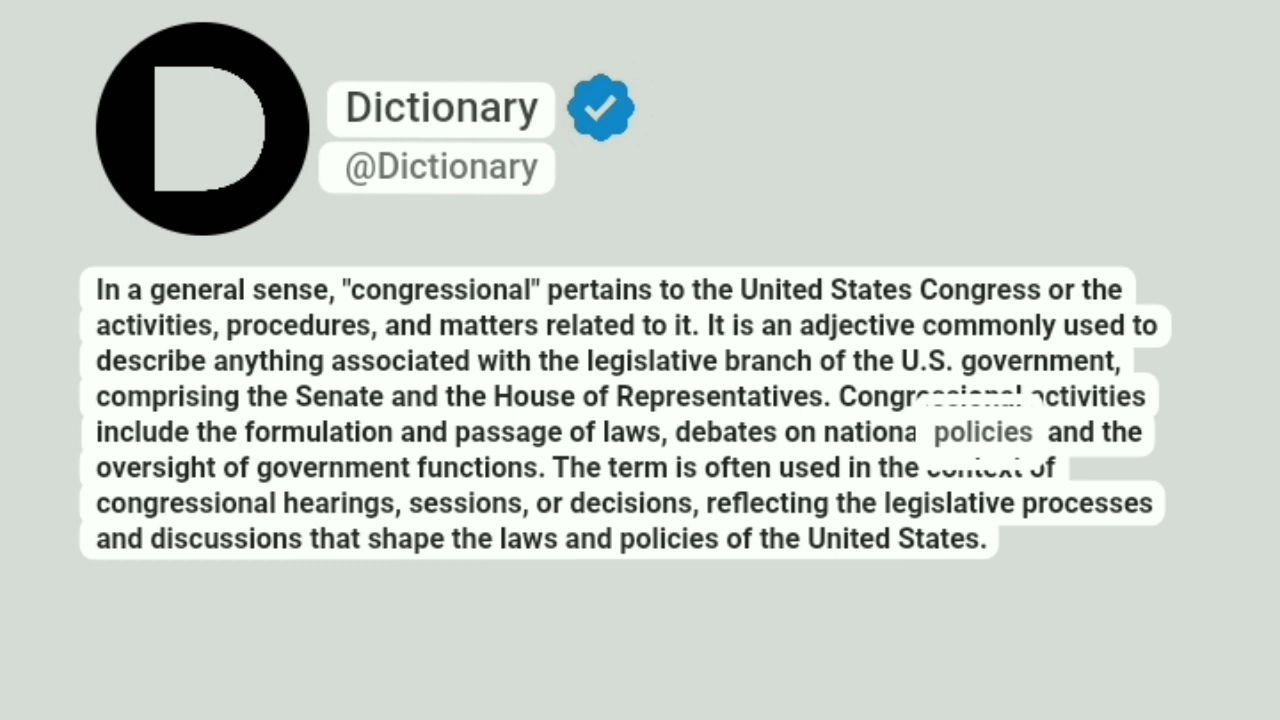 D
Dictionary
@Dictionary
In a general sense, "congressional" pertains to the United States Congress or the
activities, procedures, and matters related to it. It is an adjective commonly used to
describe anything associated with the legislative branch of the U.S. government,
comprising the Senate and the House of Representatives. Congressional activities
include the formulation and passage of laws, debates on nationa policies and the
oversight of government functions. The term is often used in the context of
congressional hearings, sessions, or decisions, reflecting the legislative processes
and discussions that shape the laws and policies of the United States.